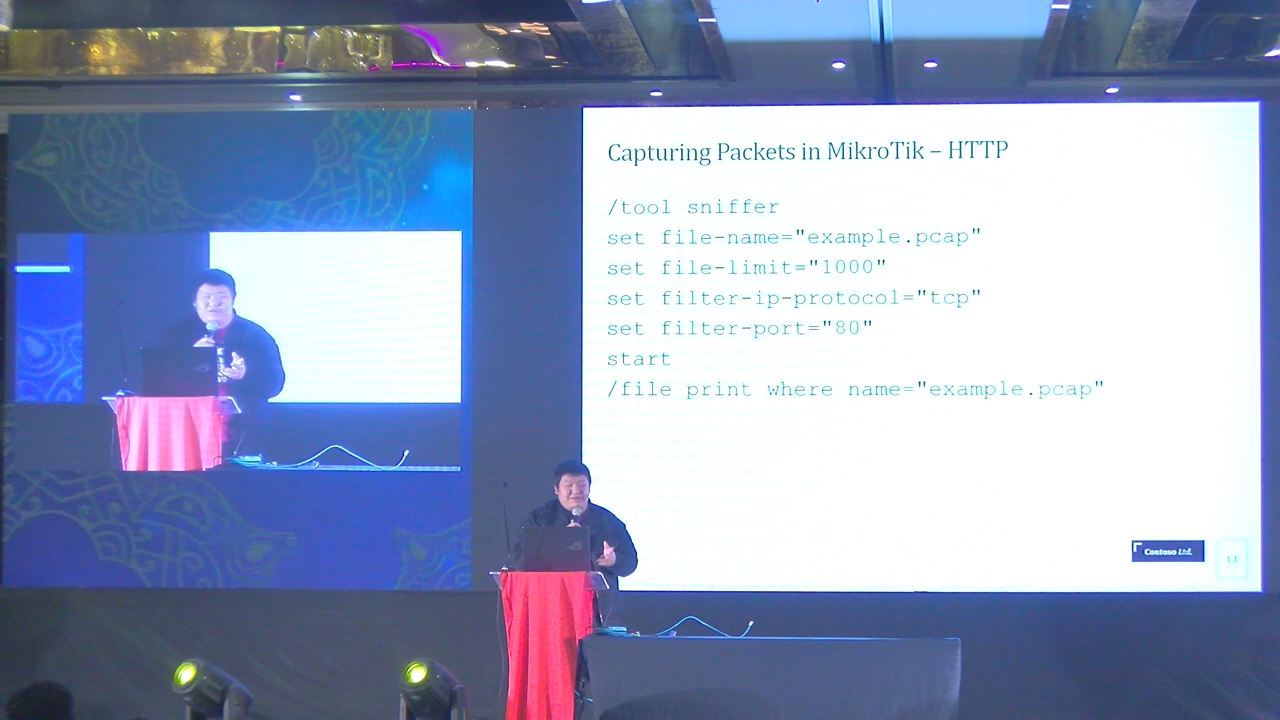 Capturing Packets in MikroTik – HTTP
/tool sniffer
set file-name="example.pcap"
set file-limit="1000"
set filter-ip-protocol="tcp"
set filter-port="80"
start
/file print where name="example.pcap"
Contoso Ltd.
11